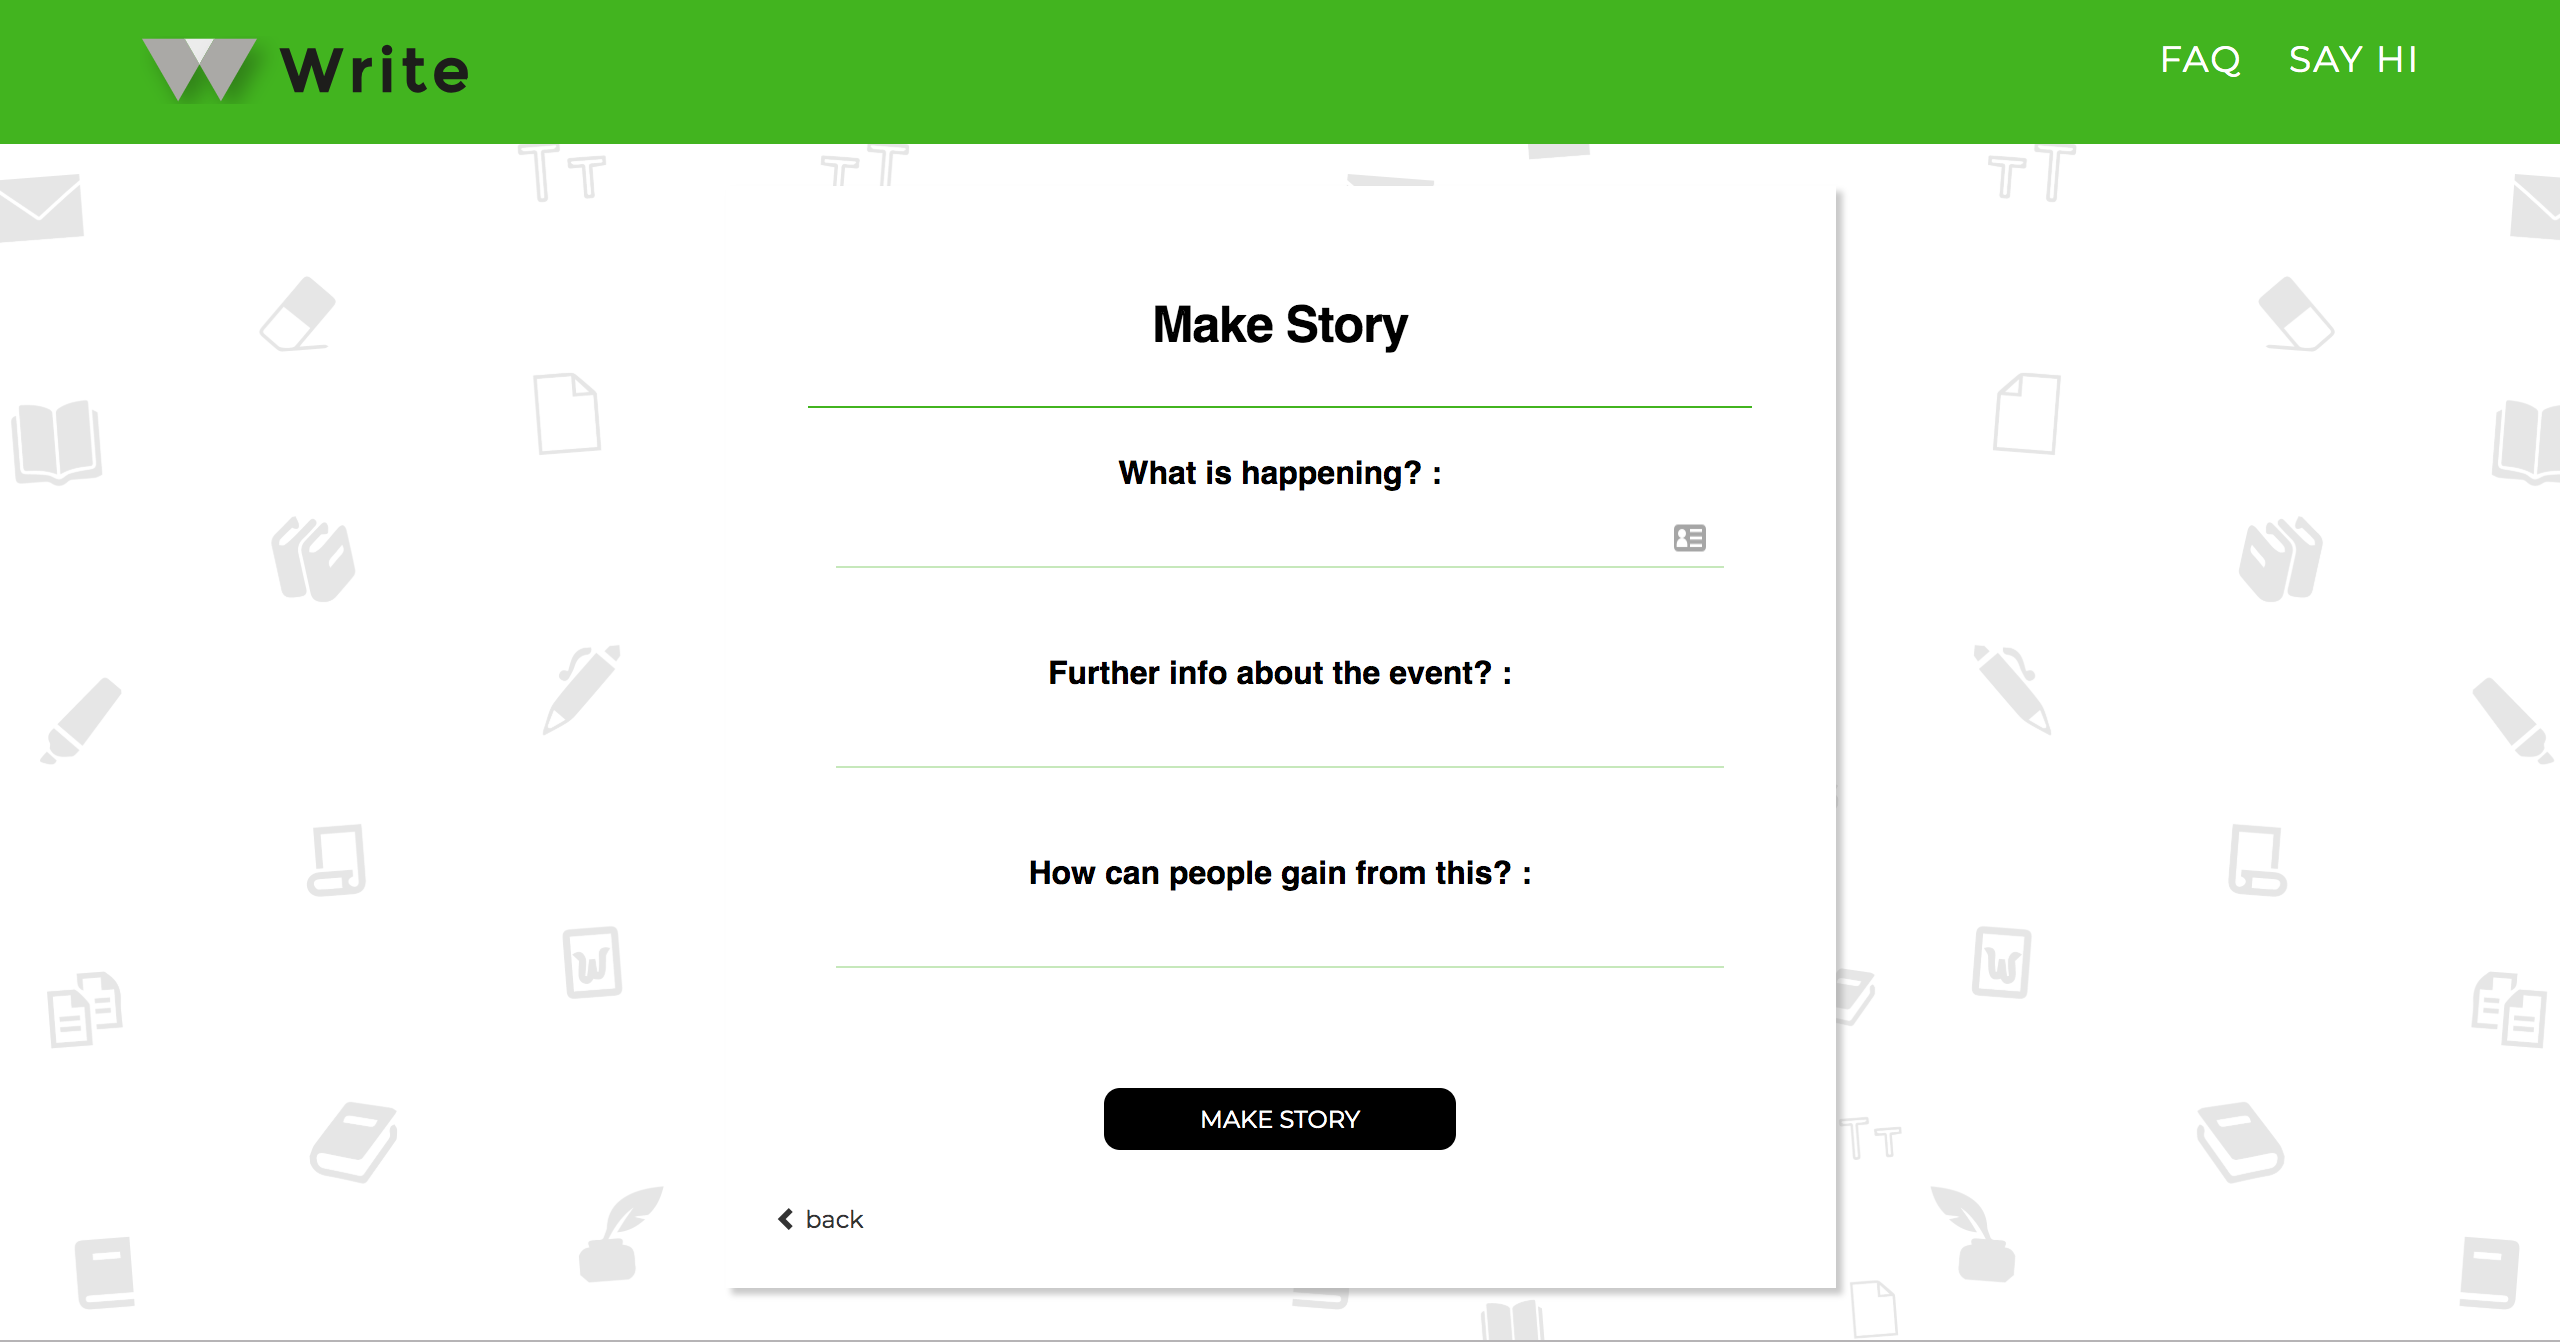 Write
FAQ SAY HI
Make Story
What is happening? :
Further info about the event? :
How can people gain from this? :
MAKE STORY
back